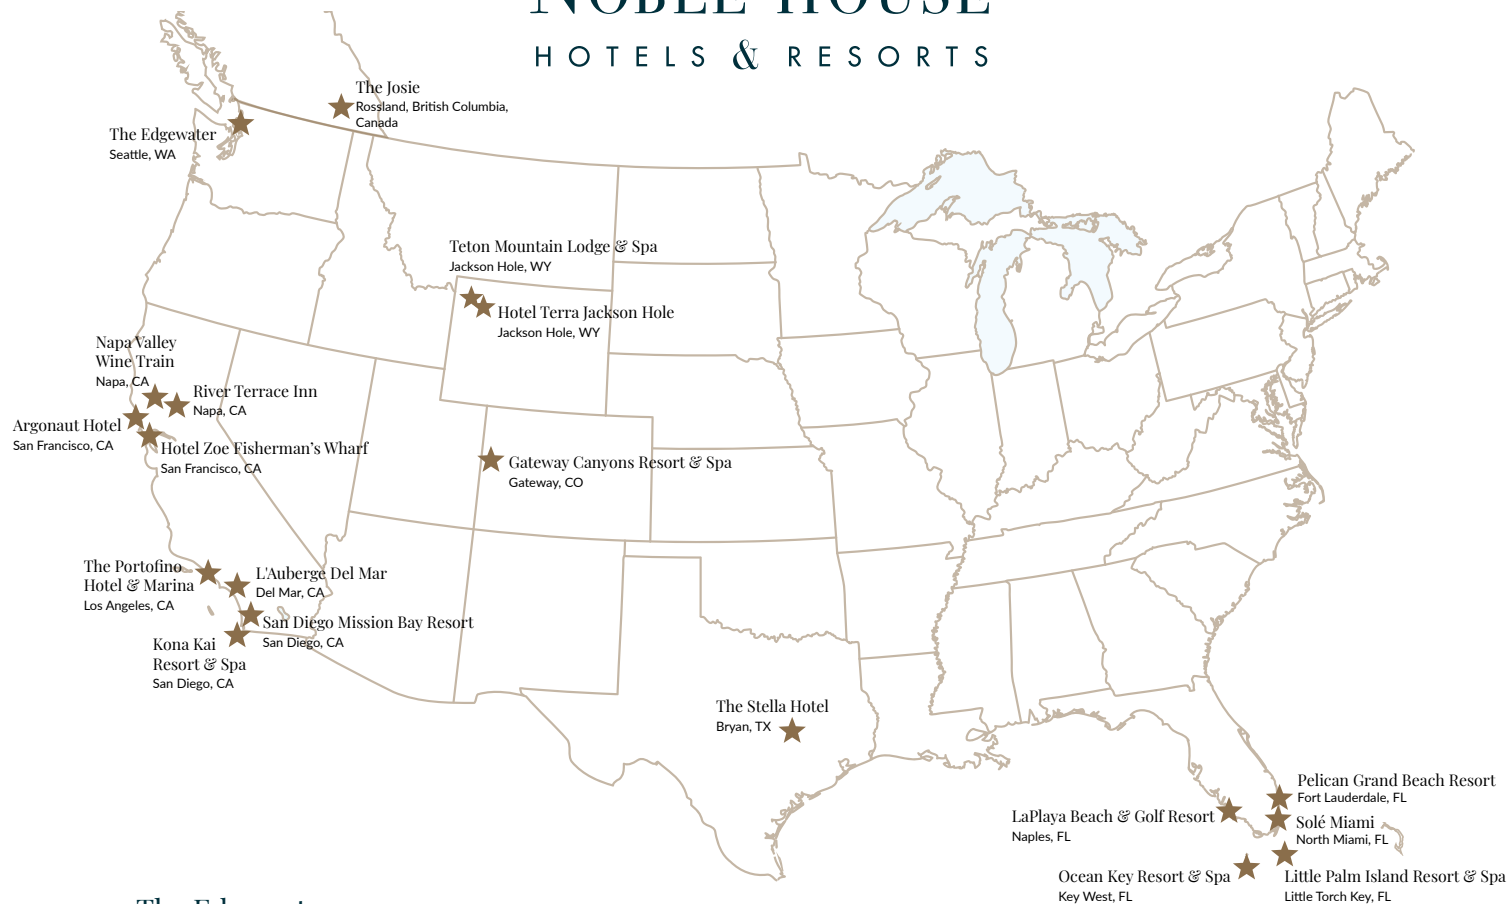 NOBLE HOUSE
HOTELS & RESORTS
The Josie
Rossland, British Columbia,
Canada
The Edgewater
Seattle, WA
Teton Mountain Lodge & Spa
Jackson Hole, WY
Hotel Terra Jackson Hole
Jackson Hole, WY
Napa Valley
Wine Train
Napa, CA
River Terrace Inn
Napa, CA
Argonaut Hotel
San Francisco, CA
Hotel Zoe Fisherman’s Wharf
San Francisco, CA
Gateway Canyons Resort & Spa
Gateway, CO
The Portofino
Hotel & Marina
Los Angeles, CA
L'Auberge Del Mar
Del Mar, CA
San Diego Mission Bay Resort
San Diego, CA
Kona Kai
Resort & Spa
San Diego, CA
The Stella Hotel
Bryan, TX
Pelican Grand Beach Resort
Fort Lauderdale, FL
LaPlaya Beach & Golf Resort
Naples, FL
Solé Miami
North Miami, FL
Ocean Key Resort & Spa
Key West, FL
Little Palm Island Resort & Spa
Little Torch Key, FL